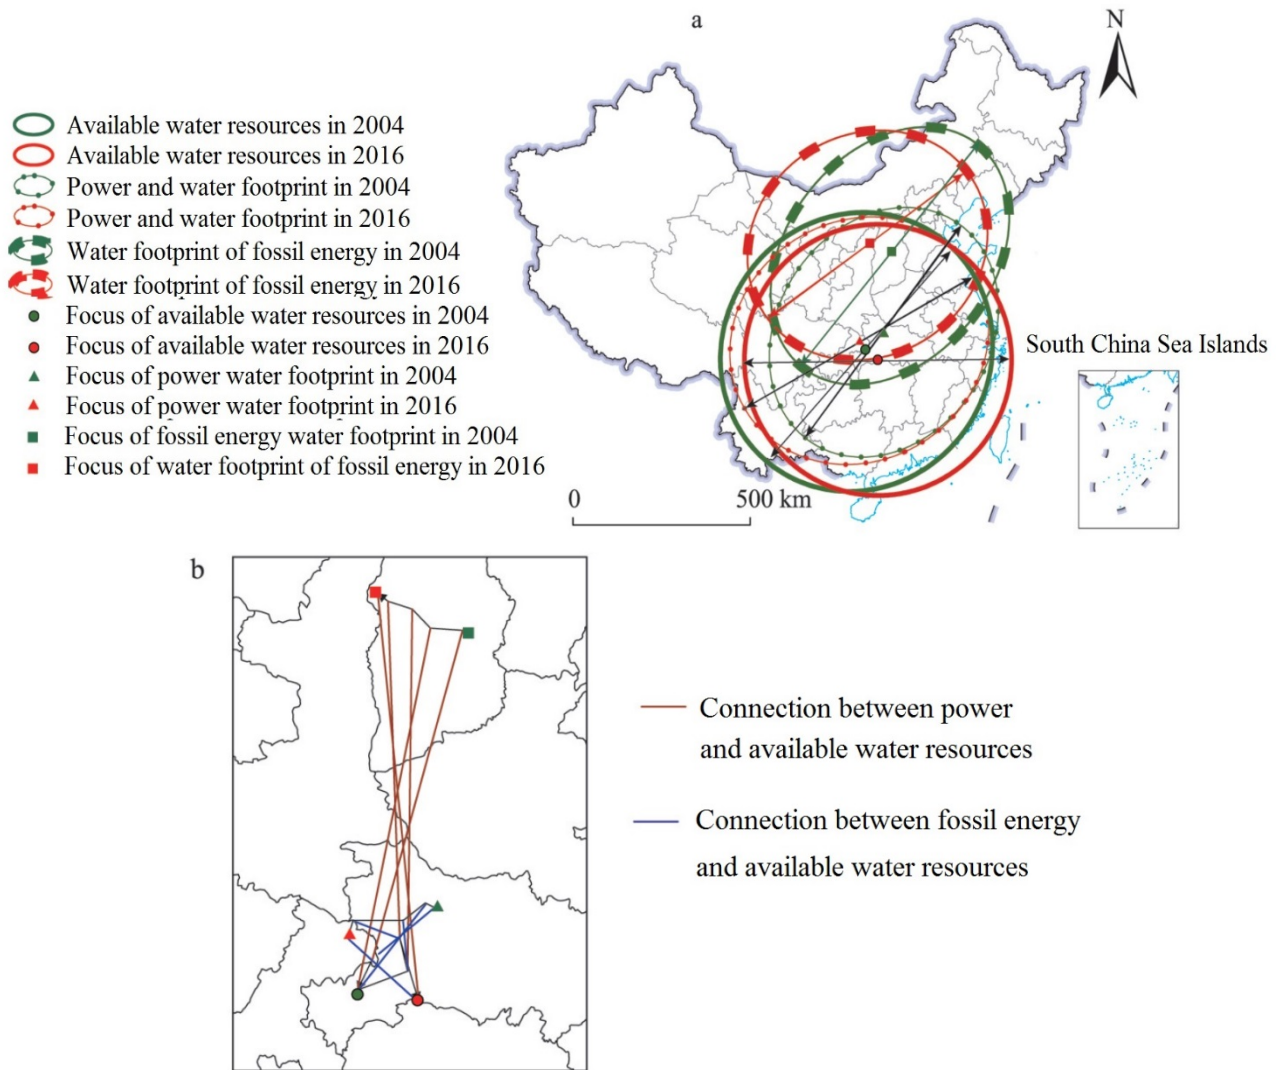 a
N
Available water resources in 2004
Available water resources in 2016
Power and water footprint in 2004
Power and water footprint in 2016
Water footprint of fossil energy in 2004
Water footprint of fossil energy in 2016
Focus of available water resources in 2004
Focus of available water resources in 2016
Focus of power water footprint in 2004
Focus of power water footprint in 2016
Focus of fossil energy water footprint in 2004
Focus of water footprint of fossil energy in 2016
South China Sea Islands
0 500 km
b
Connection between power
and available water resources
Connection between fossil energy
and available water resources